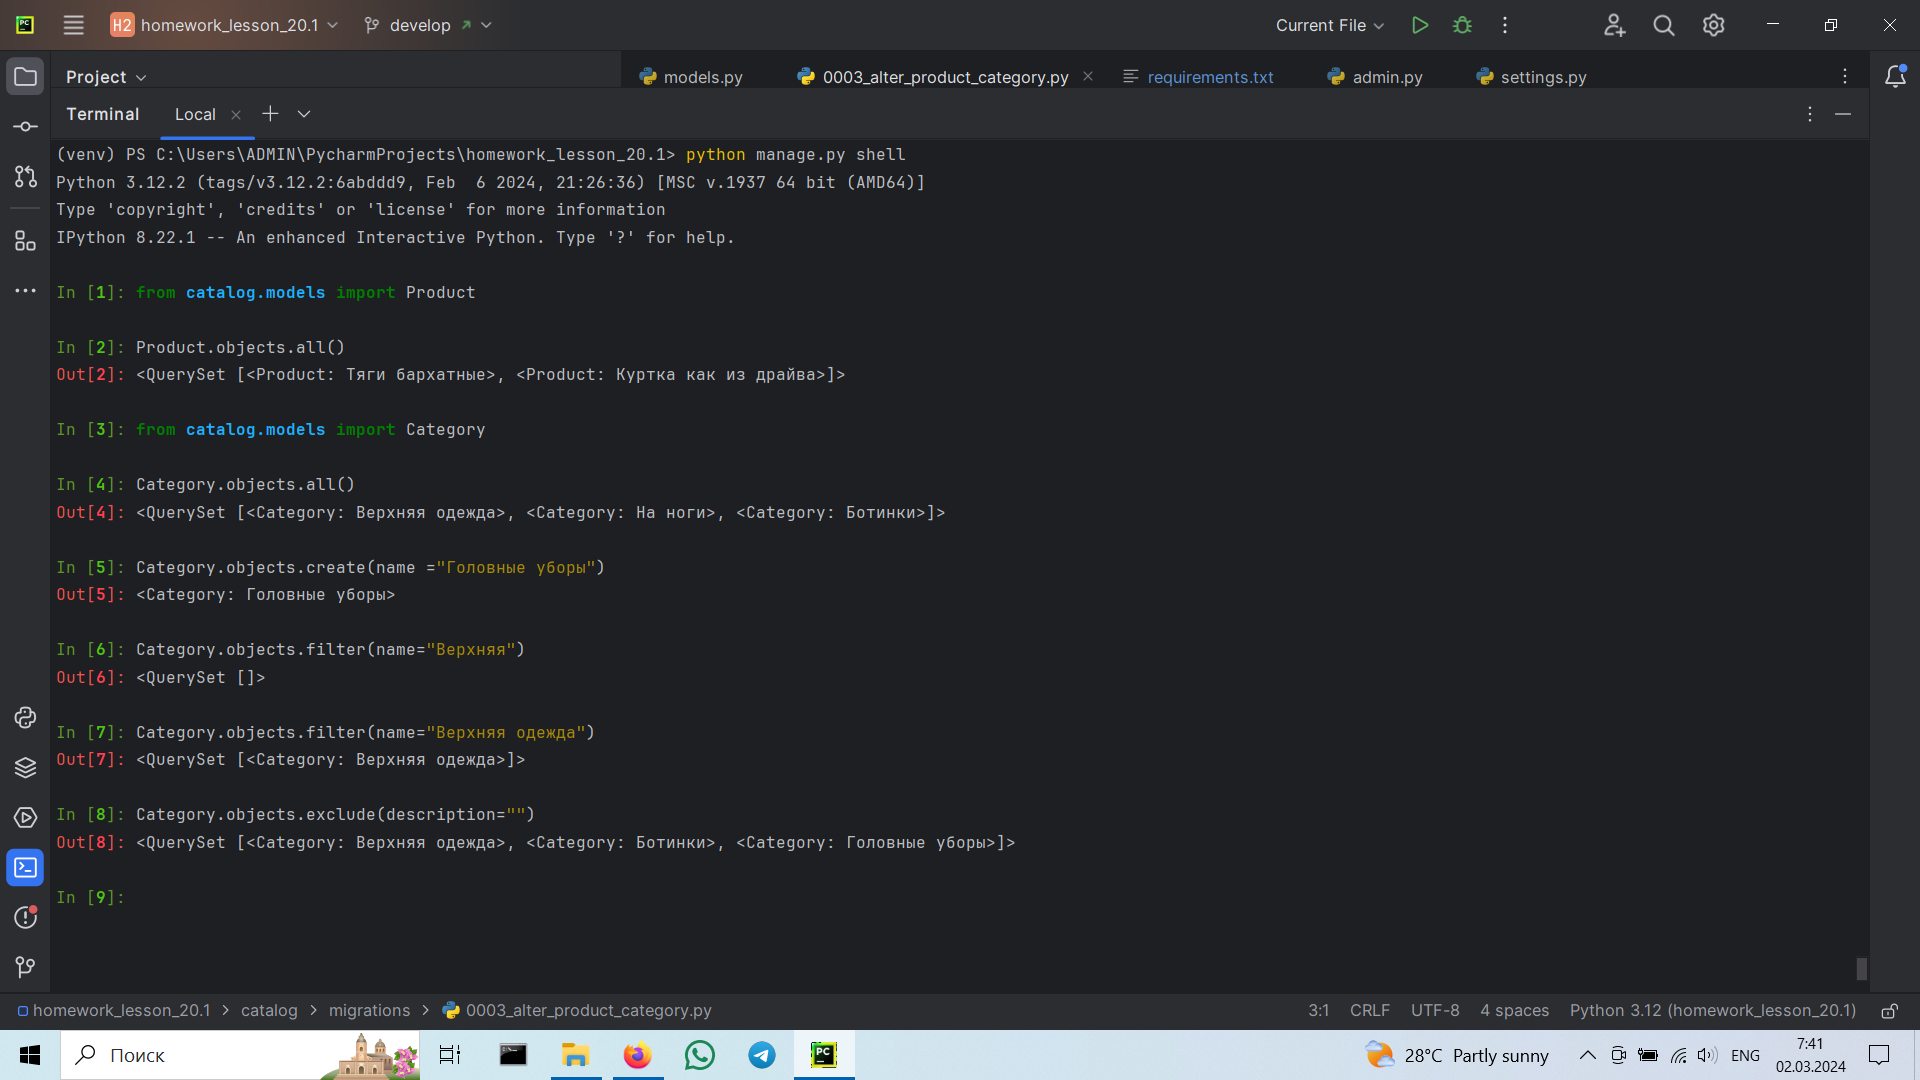 H2 homework_lesson_20.1 develop Current File
Project models.py 0003_alter_product_category.py requirements.txt admin.py settings.py
Terminal Local
(venv) PS C:\Users\ADMIN\PycharmProjects\homework_lesson_20.1> python manage.py shell
Python 3.12.2 (tags/v3.12.2:6abddd9, Feb  6 2024, 21:26:36) [MSC v.1937 64 bit (AMD64)]
Type 'copyright', 'credits' or 'license' for more information
IPython 8.22.1 -- An enhanced Interactive Python. Type '?' for help.
In [1]: from catalog.models import Product
In [2]: Product.objects.all()
Out[2]: <QuerySet [<Product: Тяги бархатные>, <Product: Куртка как из драйва>]>
In [3]: from catalog.models import Category
In [4]: Category.objects.all()
Out[4]: <QuerySet [<Category: Верхняя одежда>, <Category: На ноги>, <Category: Ботинки>]>
In [5]: Category.objects.create(name ="Головные уборы")
Out[5]: <Category: Головные уборы>
In [6]: Category.objects.filter(name="Верхняя")
Out[6]: <QuerySet []>
In [7]: Category.objects.filter(name="Верхняя одежда")
Out[7]: <QuerySet [<Category: Верхняя одежда>]>
In [8]: Category.objects.exclude(description="")
Out[8]: <QuerySet [<Category: Верхняя одежда>, <Category: Ботинки>, <Category: Головные уборы>]>
In [9]:
homework_lesson_20.1 > catalog > migrations > 0003_alter_product_category.py 3:1 CRLF UTF-8 4 spaces Python 3.12 (homework_lesson_20.1)
Поиск 28°C Partly sunny ENG 7:41
02.03.2024